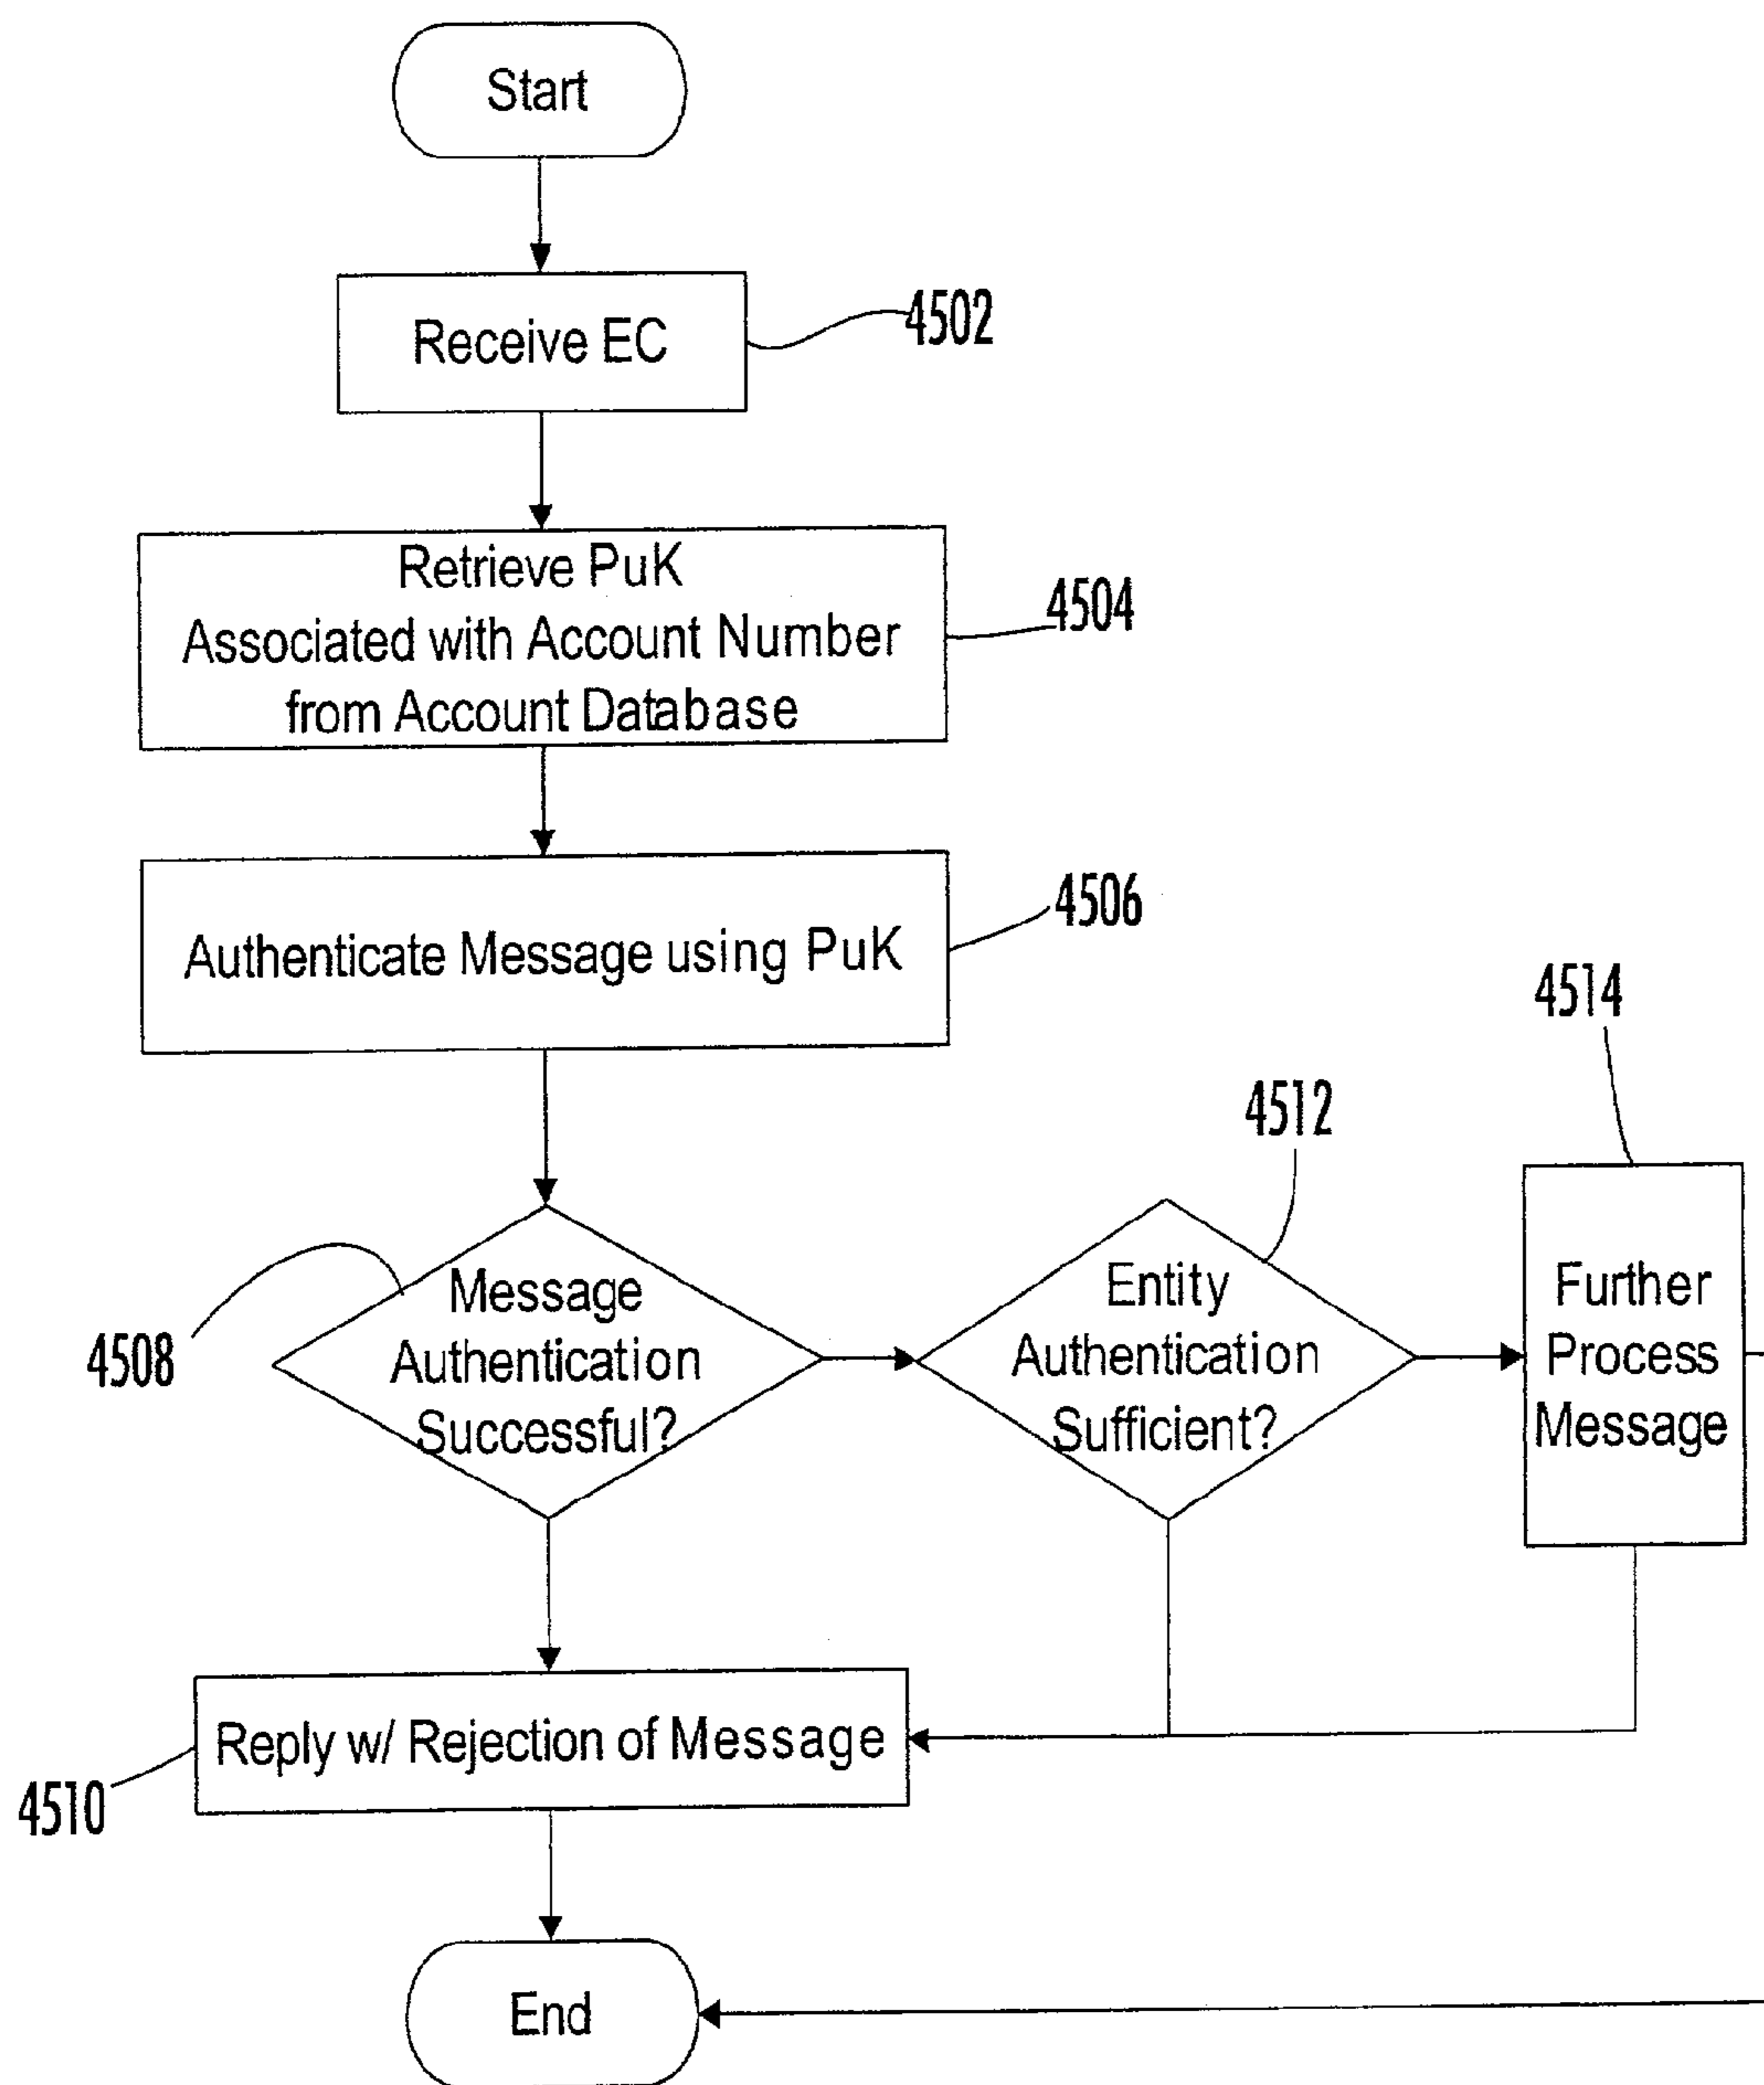 Start
Receive EC
4502
Retrieve PuK
Associated with Account Number
from Account Database
4504
Authenticate Message using PuK
4506
4514
4512
Message
Authentication
Successful?
4508
Entity
Authentication
Sufficient?
Further
Process
Message
Reply w/ Rejection of Message
4510
End